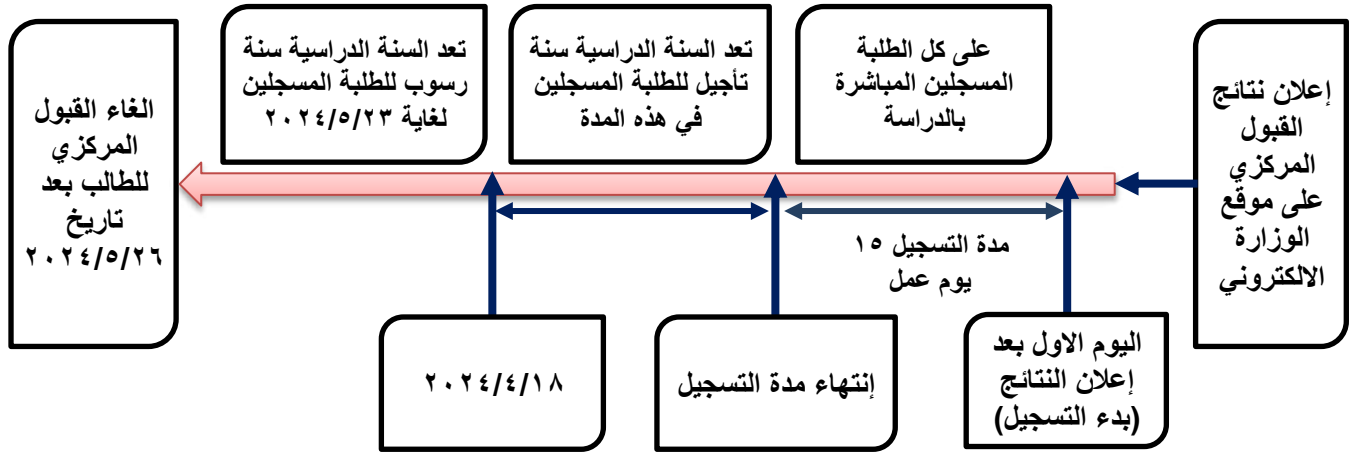 إعلان نتائج
القبول
المركزي
على موقع
الوزارة
الالكتروني
على كل الطلبة
المسجلين المباشرة
بالدراسة
تعد السنة الدراسية سنة
تأجيل للطلبة المسجلين
في هذه المدة
تعد السنة الدراسية سنة
رسوب للطلبة المسجلين
لغاية ٢٠٢٤/٥/٢٣
الغاء القبول
المركزي
للطالب بعد
تاريخ
٢٠٢٤/٥/٢٦
مدة التسجيل ١٥
يوم عمل
اليوم الاول بعد
إعلان النتائج
(بدء التسجيل)
إنتهاء مدة التسجيل
٢٠٢٤/٤/١٨